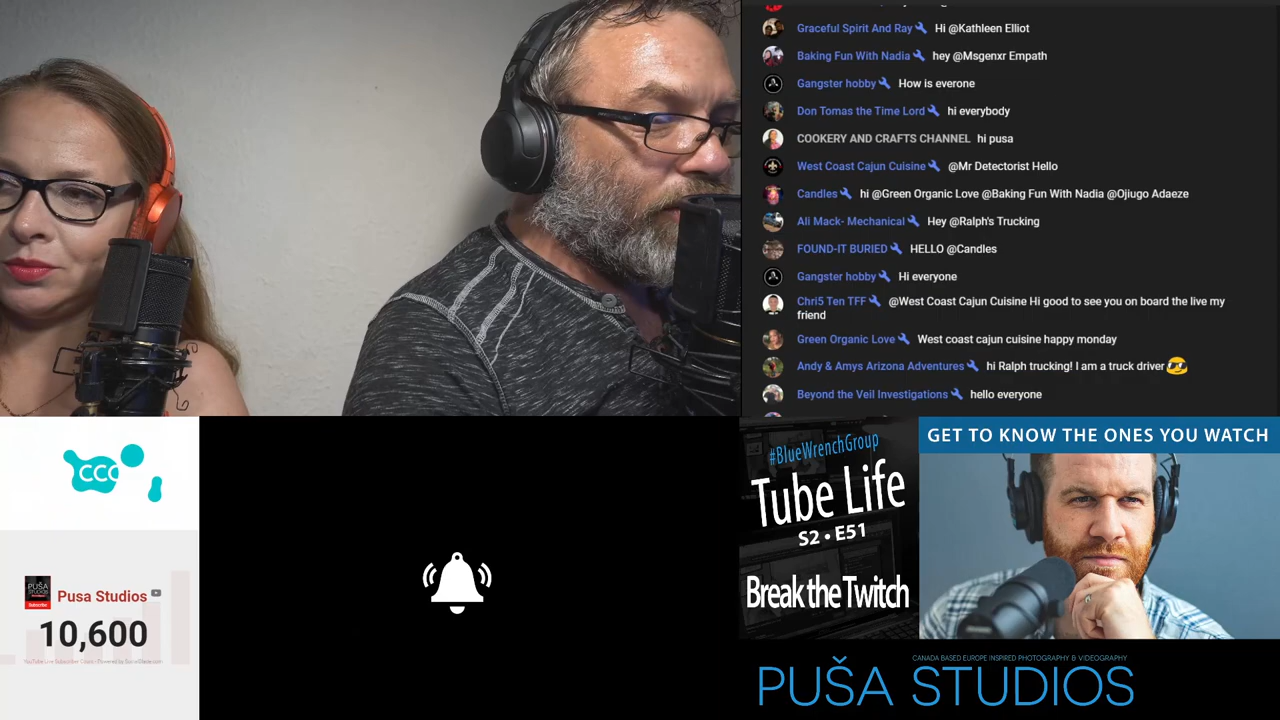 Graceful Spirit And Ray Hi @Kathleen Elliot
Baking Fun With Nadia hey @Msgenxr Empath
Gangster hobby How is everone
Don Tomas the Time Lord hi everybody
COOKERY AND CRAFTS CHANNEL hi pusa
West Coast Cajun Cuisine @Mr Detectorist Hello
Candles hi @Green Organic Love @Baking Fun With Nadia @Ojiugo Adaeze
Ali Mack- Mechanical Hey @Ralph's Trucking
FOUND-IT BURIED HELLO @Candles
Gangster hobby Hi everyone
Chri5 Ten TFF @West Coast Cajun Cuisine Hi good to see you on board the live my
friend
Green Organic Love West coast cajun cuisine happy monday
Andy & Amys Arizona Adventures hi Ralph trucking! I am a truck driver
Beyond the Veil Investigations hello everyone
CCC
PUŠA
STUDIOS
Subscribe
Pusa Studios
10,600
#BlueWrenchGroup
Tube Life
S2 • E51
Break the Twitch
GET TO KNOW THE ONES YOU WATCH
CANADA BASED EUROPE INSPIRED PHOTOGRAPHY & VIDEOGRAPHY
PUŠA STUDIOS